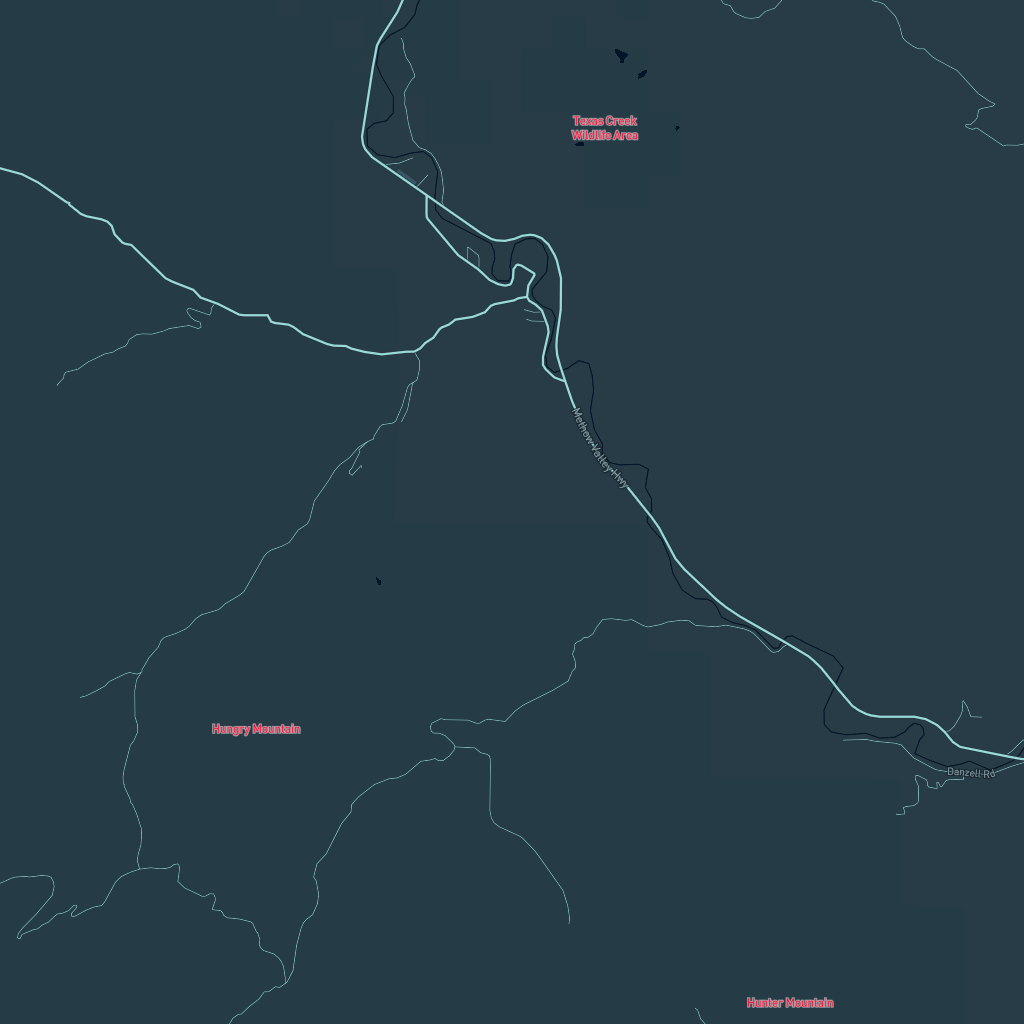 Texas Creek
Wildlife Area
Methow Valley Hwy
Hungry Mountain
Danzell Rd
Hunter Mountain